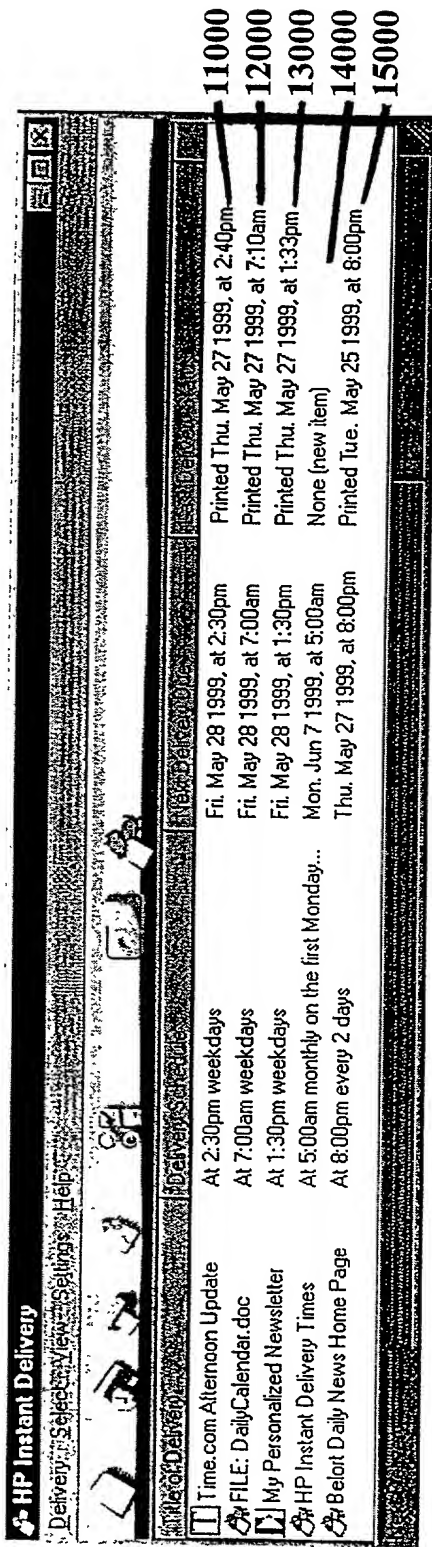 HP Instant Delivery
Delivery Select View Settings Help
Title of Delivery Delivery Schedule Next Delivery Due Last Delivery
Time.com Afternoon Update At 2:30pm weekdays Fri. May 28 1999, at 2:30pm Printed Thu. May 27 1999, at 2:40pm 11000
FILE: DailyCalendar.doc At 7:00am weekdays Fri. May 28 1999, at 7:00am Printed Thu. May 27 1999, at 7:10am 12000
My Personalized Newsletter At 1:30pm weekdays Fri. May 28 1999, at 1:30pm Printed Thu. May 27 1999, at 1:33pm 13000
HP Instant Delivery Times At 5:00am monthly on the first Monday... Mon. Jun 7 1999, at 5:00am None (new item) 14000
Belort Daily News Home Page At 8:00pm every 2 days Thu. May 27 1999, at 8:00pm Printed Tue. May 25 1999, at 8:00pm 15000